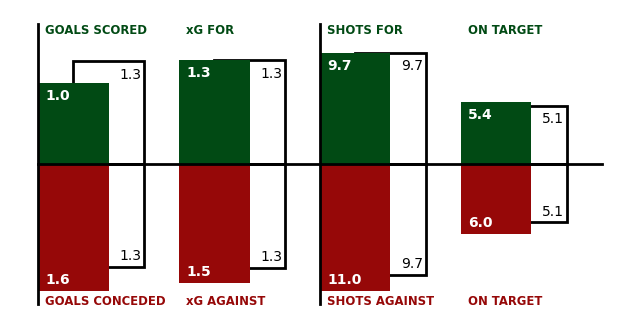 GOALS SCORED xG FOR SHOTS FOR ON TARGET
1.0 1.3 1.3 1.3 9.7 9.7 5.4 5.1
1.6 1.3 1.5 1.3 11.0 9.7 6.0 5.1
GOALS CONCEDED xG AGAINST SHOTS AGAINST ON TARGET